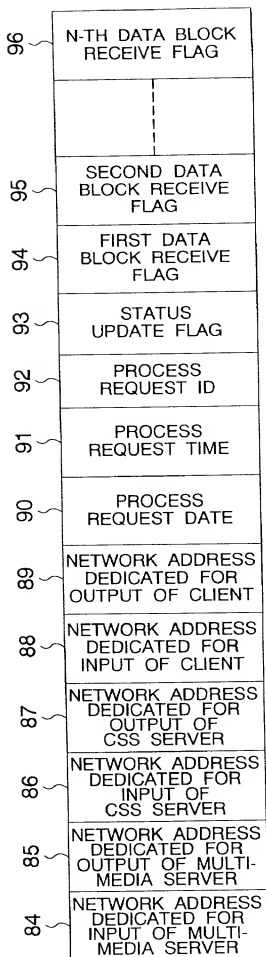 96
N-TH DATA BLOCK
RECEIVE FLAG
95
SECOND DATA
BLOCK RECEIVE
FLAG
94
FIRST DATA
BLOCK RECEIVE
FLAG
93
STATUS
UPDATE FLAG
92
PROCESS
REQUEST ID
91
PROCESS
REQUEST TIME
90
PROCESS
REQUEST DATE
89
NETWORK ADDRESS
DEDICATED FOR
OUTPUT OF CLIENT
88
NETWORK ADDRESS
DEDICATED FOR
INPUT OF CLIENT
87
NETWORK ADDRESS
DEDICATED FOR
OUTPUT OF
CSS SERVER
86
NETWORK ADDRESS
DEDICATED FOR
INPUT OF
CSS SERVER
85
NETWORK ADDRESS
DEDICATED FOR
OUTPUT OF MULTI-
MEDIA SERVER
84
NETWORK ADDRESS
DEDICATED FOR
INPUT OF MULTI-
MEDIA SERVER